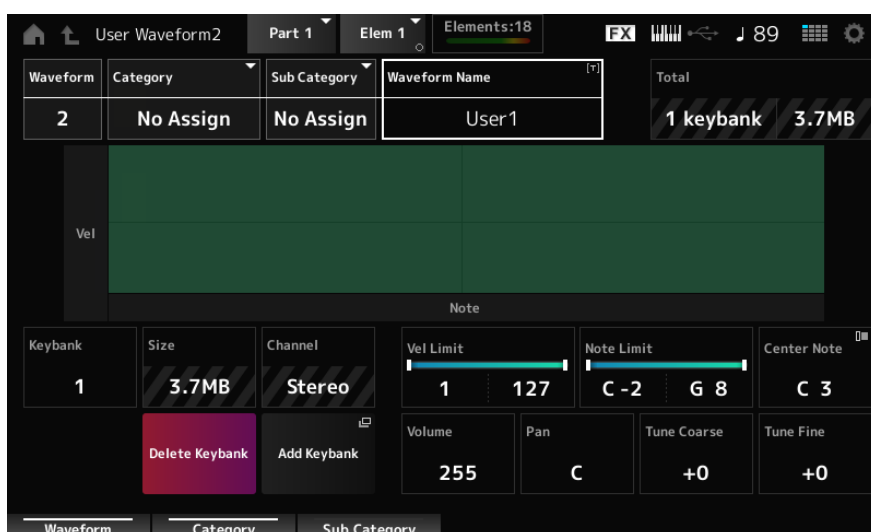 User Waveform2
Part 1
Elem 1
Elements:18
FX
♩ 89
Waveform
Category
Sub Category
Waveform Name
[T]
Total
2
No Assign
No Assign
User1
1 keybank
3.7MB
Vel
Note
Keybank
Size
Channel
Vel Limit
Note Limit
Center Note
1
3.7MB
Stereo
1
127
C -2
G 8
C 3
Delete Keybank
Add Keybank
Volume
Pan
Tune Coarse
Tune Fine
255
C
+0
+0
Waveform
Category
Sub Category